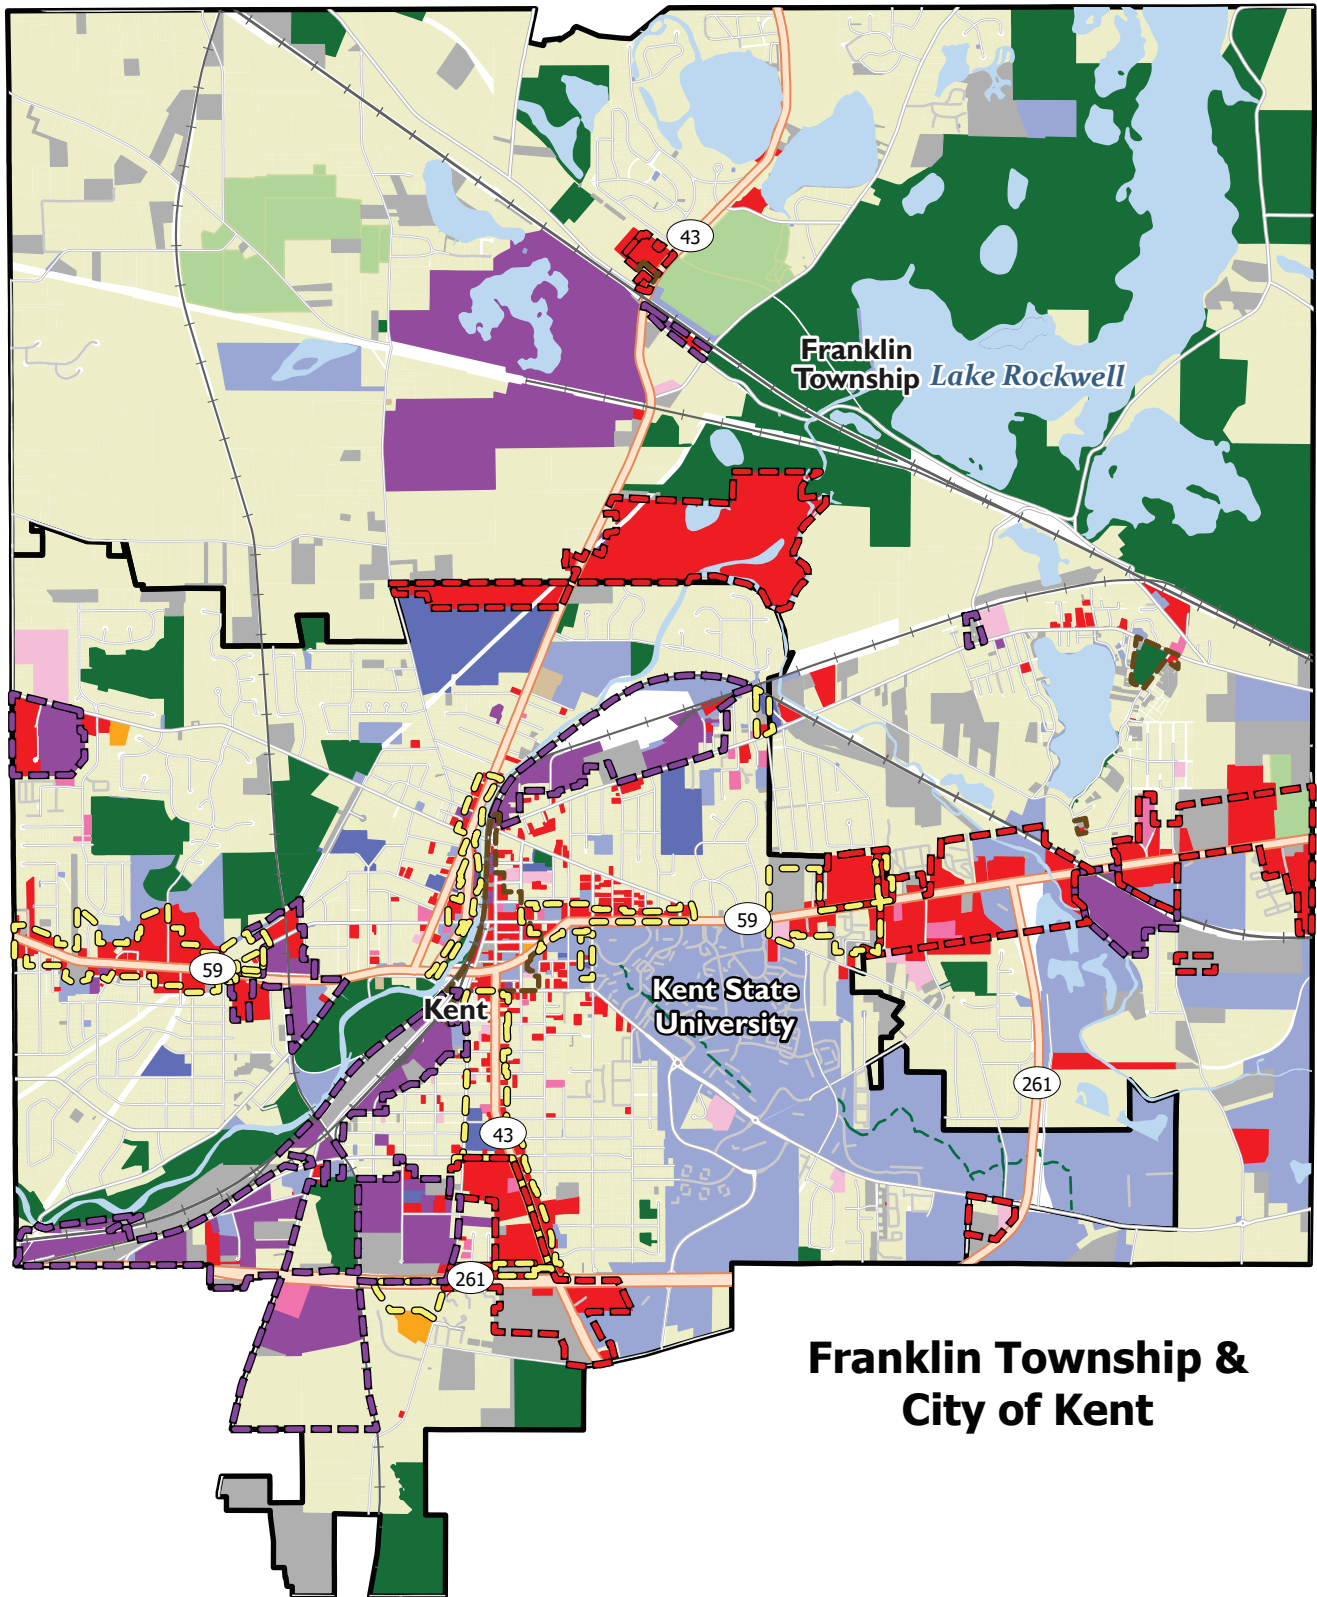 43
Franklin
Township
Lake Rockwell
59
59
Kent State
University
Kent
261
43
261
Franklin Township &
City of Kent